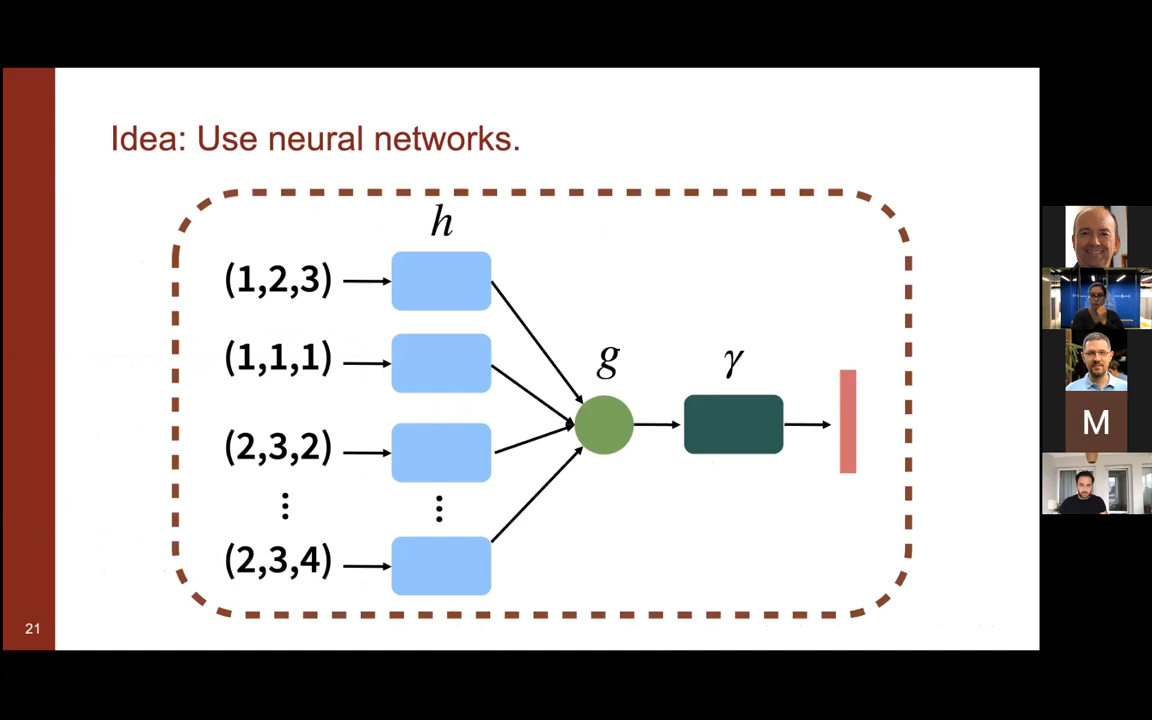 Idea: Use neural networks.
h
(1,2,3)
(1,1,1)
g
γ
(2,3,2)
⋮ ⋮
(2,3,4)
21
M